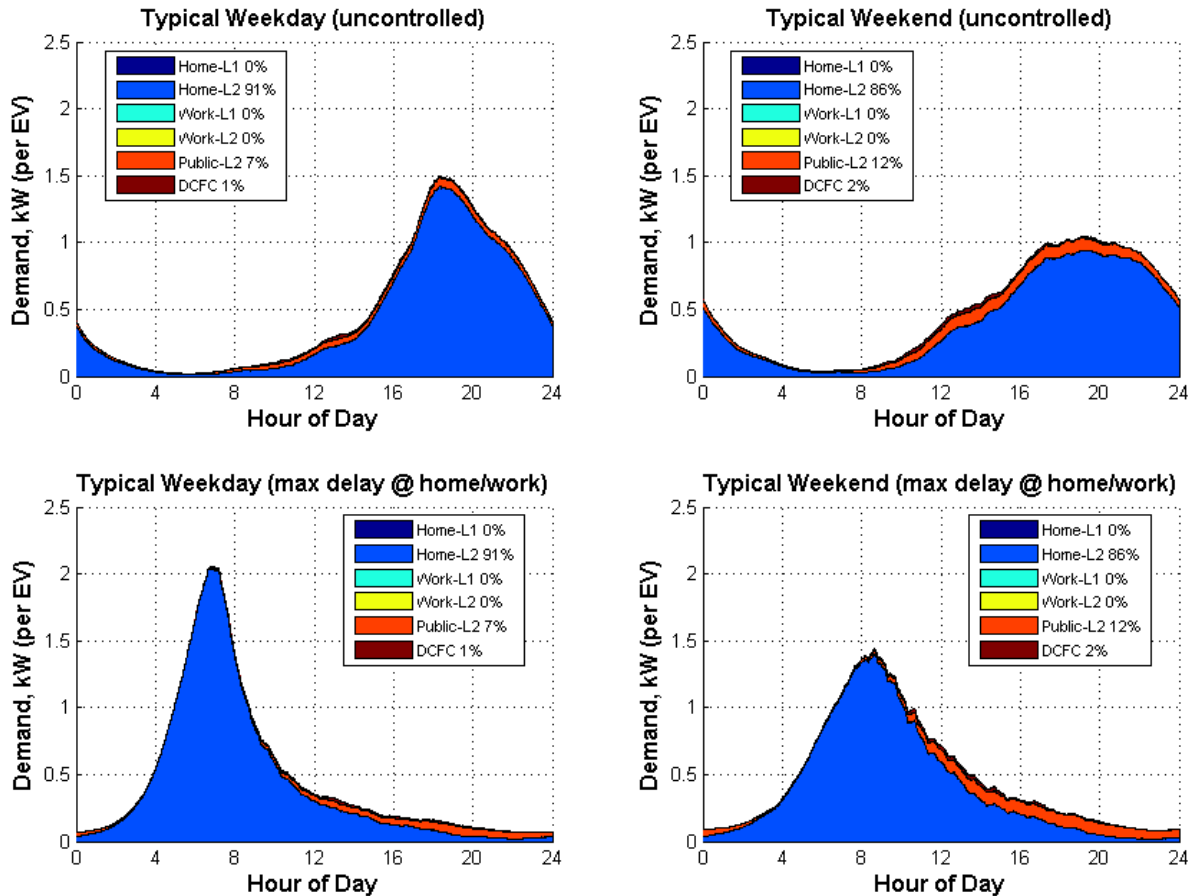 Typical Weekday (uncontrolled)
2.5
2
1.5
1
0.5
0
Demand, kW (per EV)
Home-L1 0%
Home-L2 91%
Work-L1 0%
Work-L2 0%
Public-L2 7%
DCFC 1%
0 4 8 12 16 20 24
Hour of Day
Typical Weekend (uncontrolled)
2.5
2
1.5
1
0.5
0
Demand, kW (per EV)
Home-L1 0%
Home-L2 86%
Work-L1 0%
Work-L2 0%
Public-L2 12%
DCFC 2%
0 4 8 12 16 20 24
Hour of Day
Typical Weekday (max delay @ home/work)
2.5
2
1.5
1
0.5
0
Demand, kW (per EV)
Home-L1 0%
Home-L2 91%
Work-L1 0%
Work-L2 0%
Public-L2 7%
DCFC 1%
0 4 8 12 16 20 24
Hour of Day
Typical Weekend (max delay @ home/work)
2.5
2
1.5
1
0.5
0
Demand, kW (per EV)
Home-L1 0%
Home-L2 86%
Work-L1 0%
Work-L2 0%
Public-L2 12%
DCFC 2%
0 4 8 12 16 20 24
Hour of Day